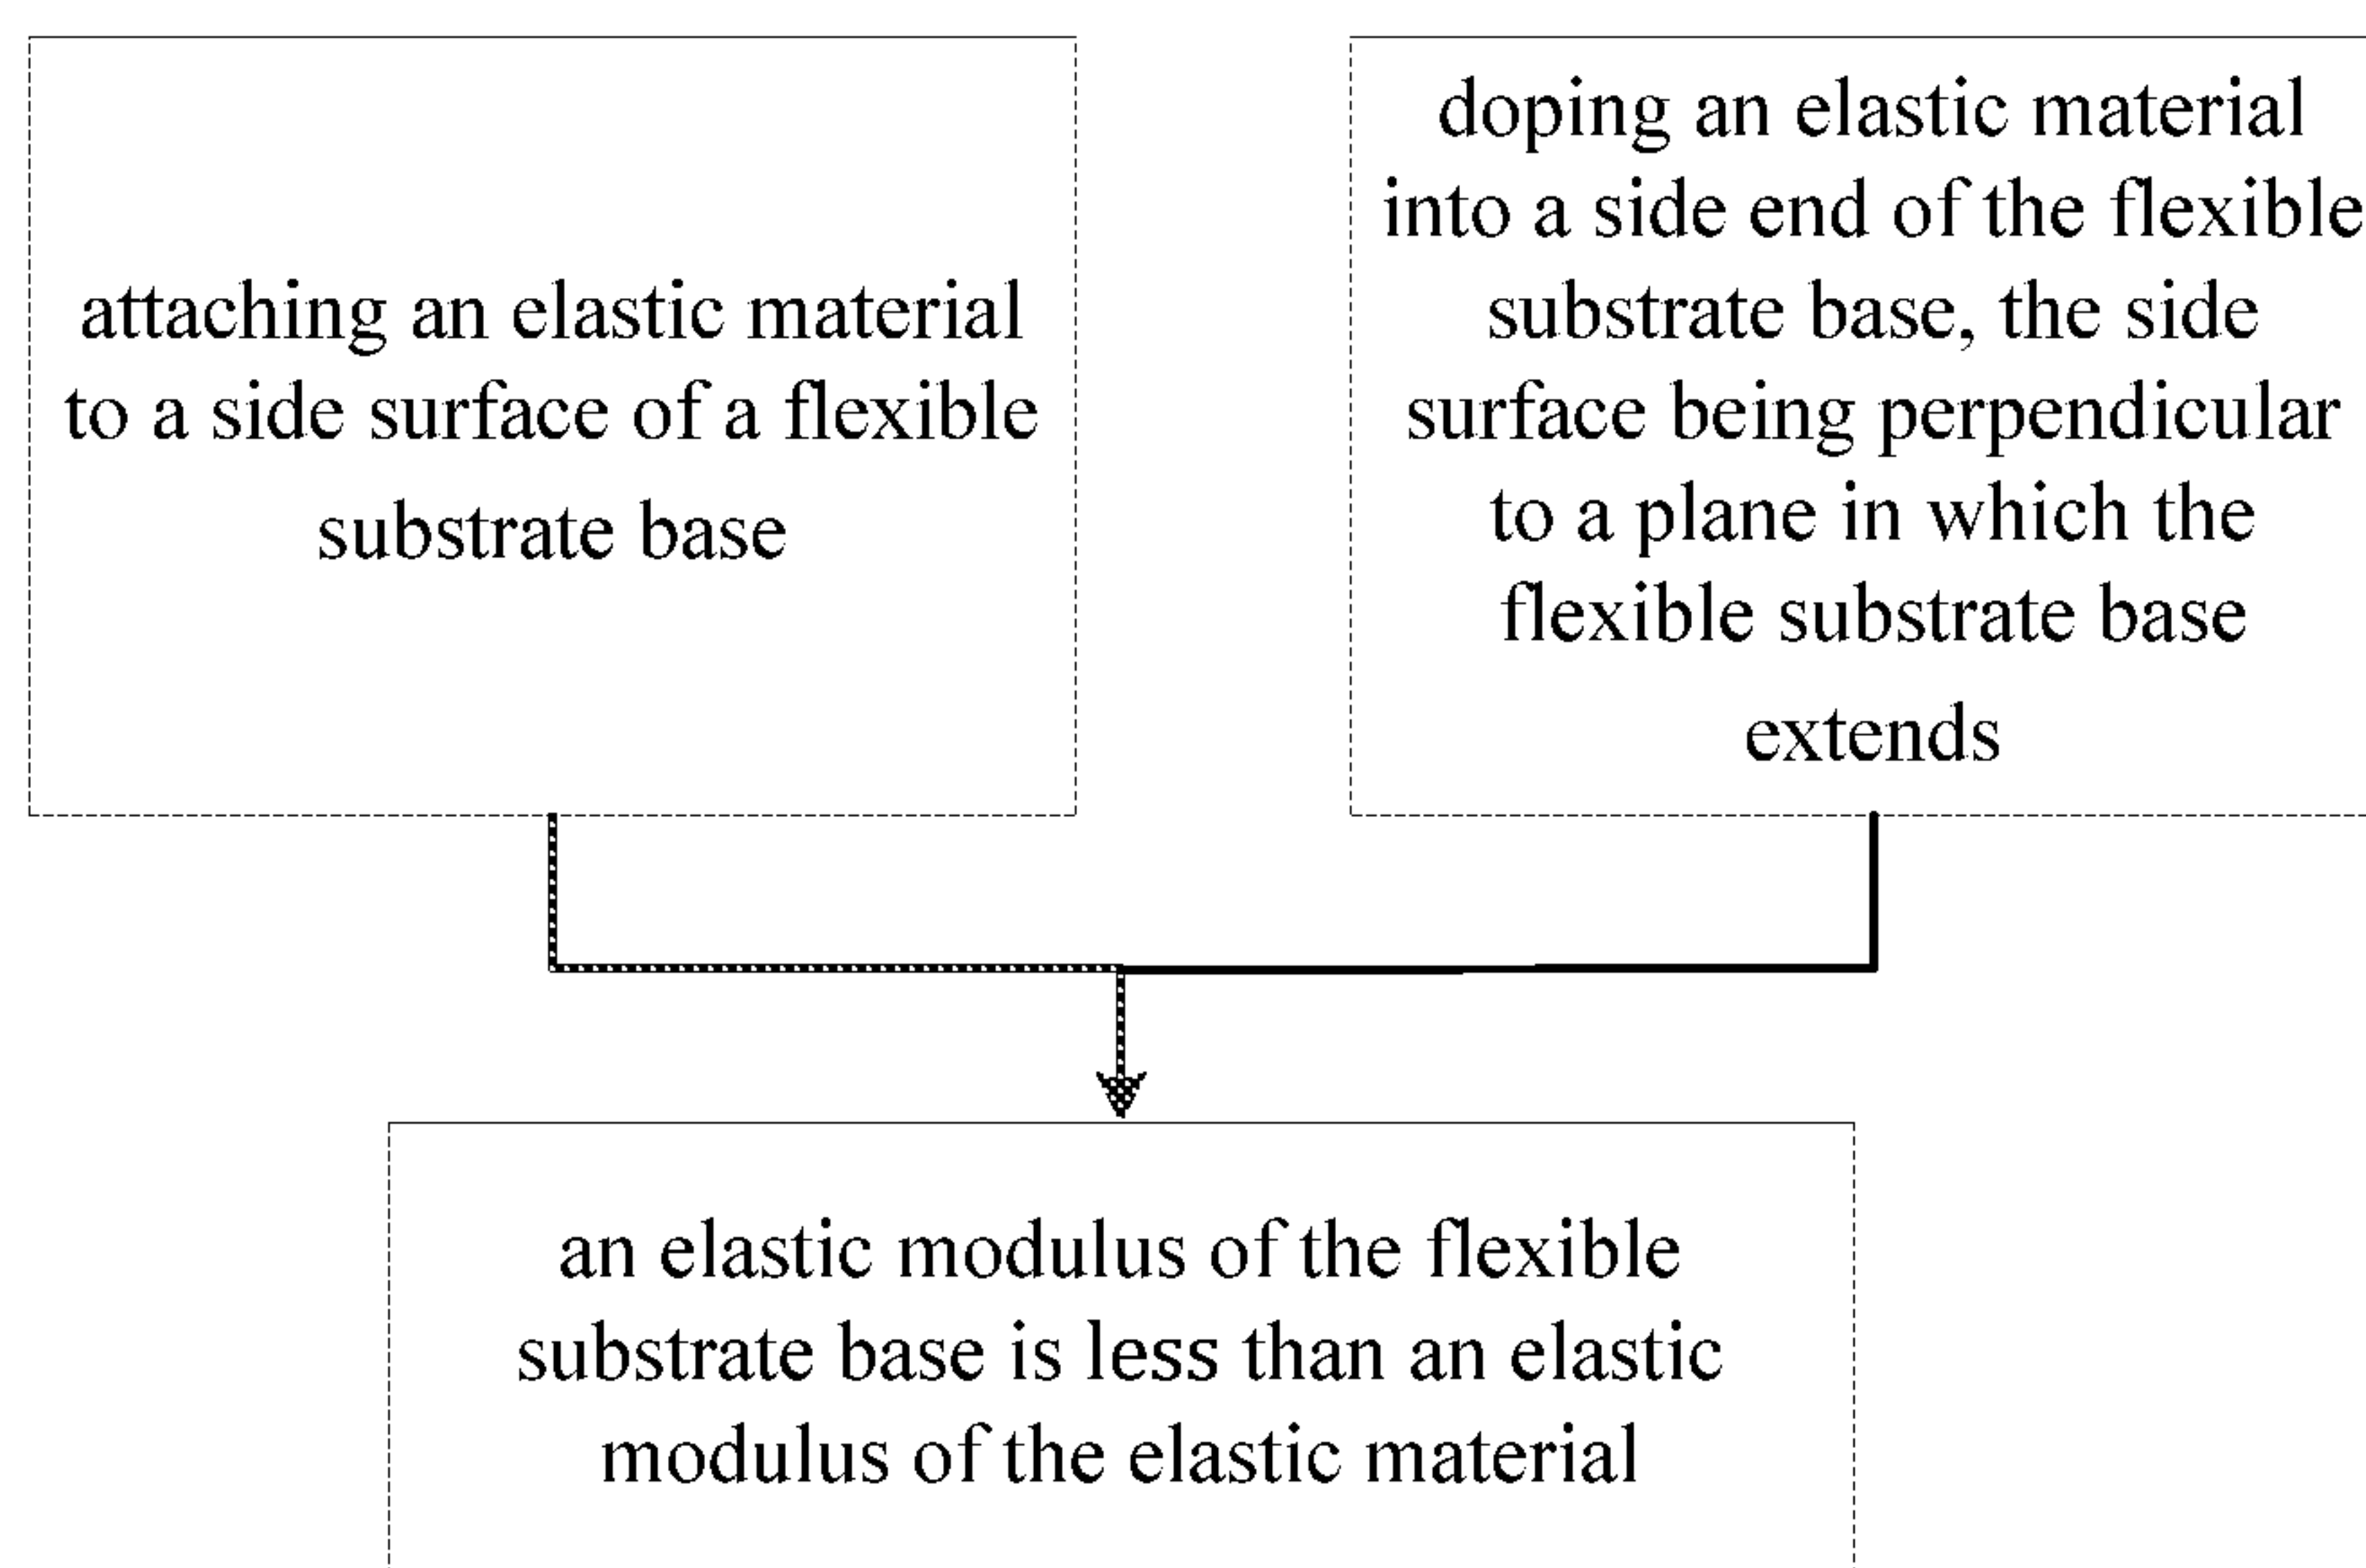 attaching an elastic material
to a side surface of a flexible
substrate base
doping an elastic material
into a side end of the flexible
substrate base, the side
surface being perpendicular
to a plane in which the
flexible substrate base
extends
an elastic modulus of the flexible
substrate base is less than an elastic
modulus of the elastic material